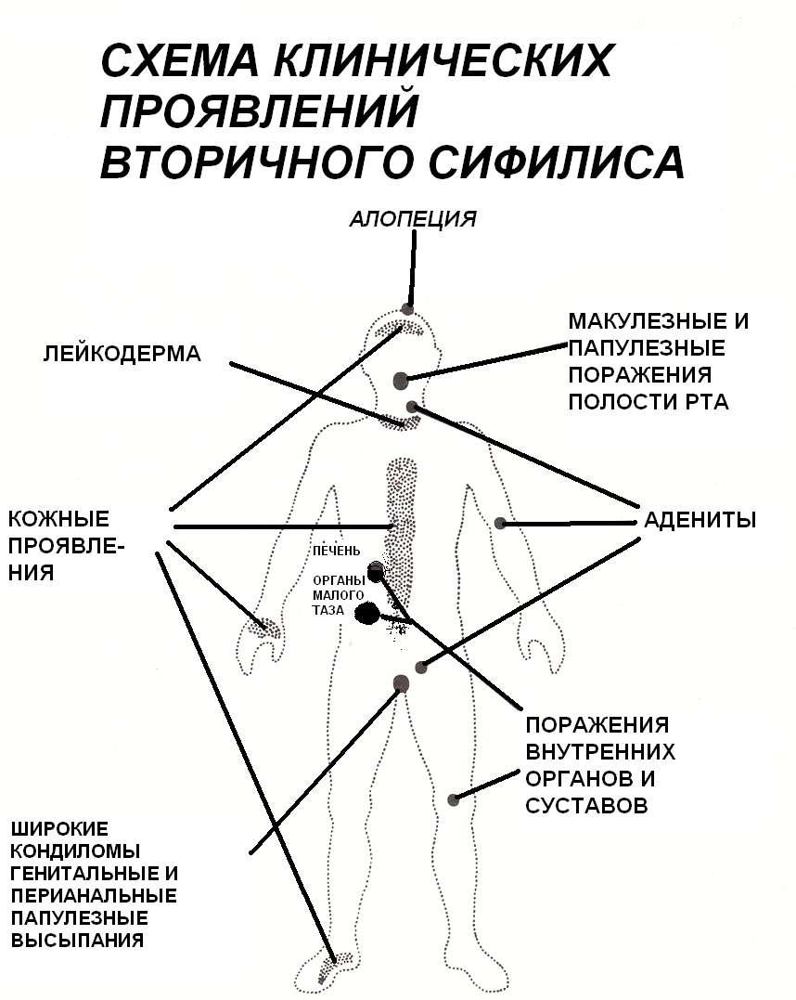 СХЕМА КЛИНИЧЕСКИХ
ПРОЯВЛЕНИЙ
ВТОРИЧНОГО СИФИЛИСА
АЛОПЕЦИЯ
МАКУЛЕЗНЫЕ И
ПАПУЛЕЗНЫЕ
ПОРАЖЕНИЯ
ПОЛОСТИ РТА
ЛЕЙКОДЕРМА
КОЖНЫЕ
ПРОЯВЛЕ-
НИЯ
АДЕНИТЫ
ПЕЧЕНЬ
ОРГАНЫ
МАЛОГО
ТАЗА
ПОРАЖЕНИЯ
ВНУТРЕННИХ
ОРГАНОВ И
СУСТАВОВ
ШИРОКИЕ
КОНДИЛОМЫ
ГЕНИТАЛЬНЫЕ И
ПЕРИАНАЛЬНЫЕ
ПАПУЛЕЗНЫЕ
ВЫСЫПАНИЯ